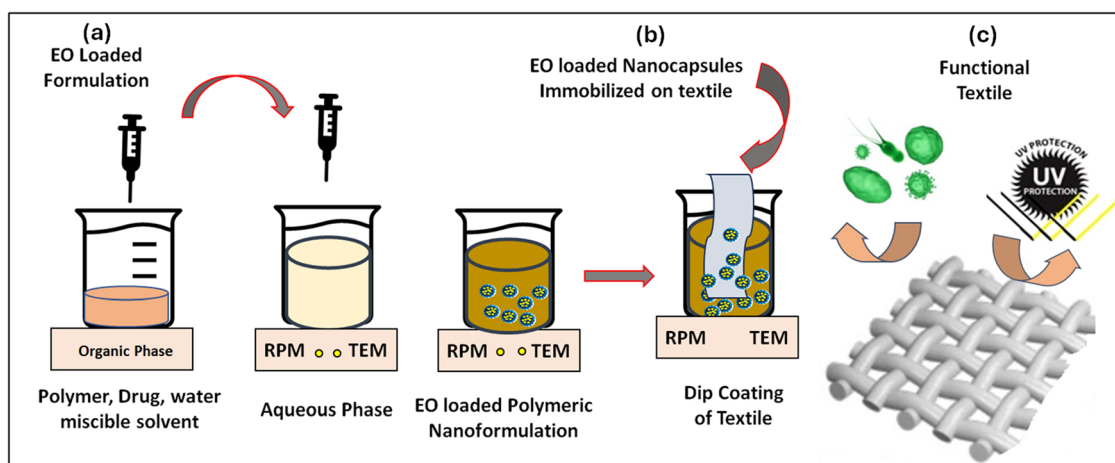 (a)
EO Loaded
Formulation
Organic Phase
Polymer, Drug, water
miscible solvent
RPM TEM
Aqueous Phase
RPM TEM
EO loaded Polymeric
Nanoformulation
(b)
EO loaded Nanocapsules
Immobilized on textile
RPM TEM
Dip Coating
of Textile
(c)
Functional
Textile
UV PROTECTION
UV
PROTECTION